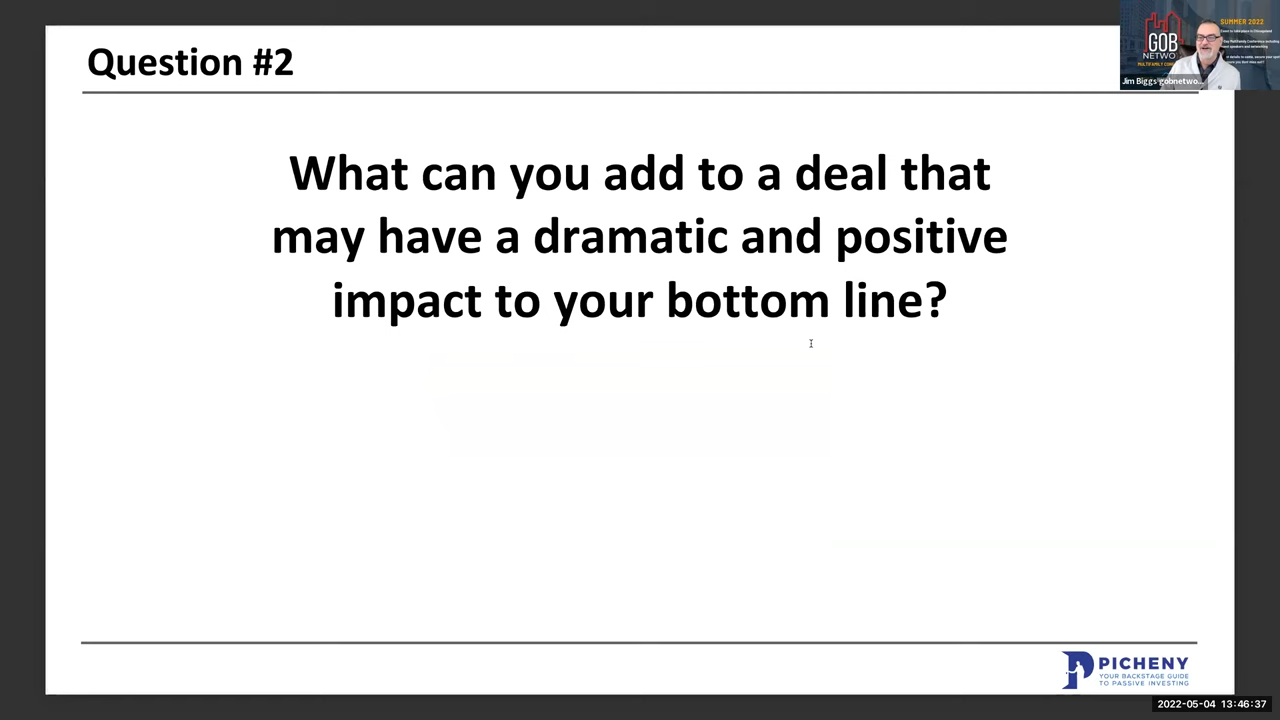 Question #2
What can you add to a deal that
may have a dramatic and positive
impact to your bottom line?
PICHENY
YOUR BACKSTAGE GUIDE
TO PASSIVE INVESTING
SUMMER 2022
GOB
Jim Biggs gobnetwo...
2022-05-04 13:46:37